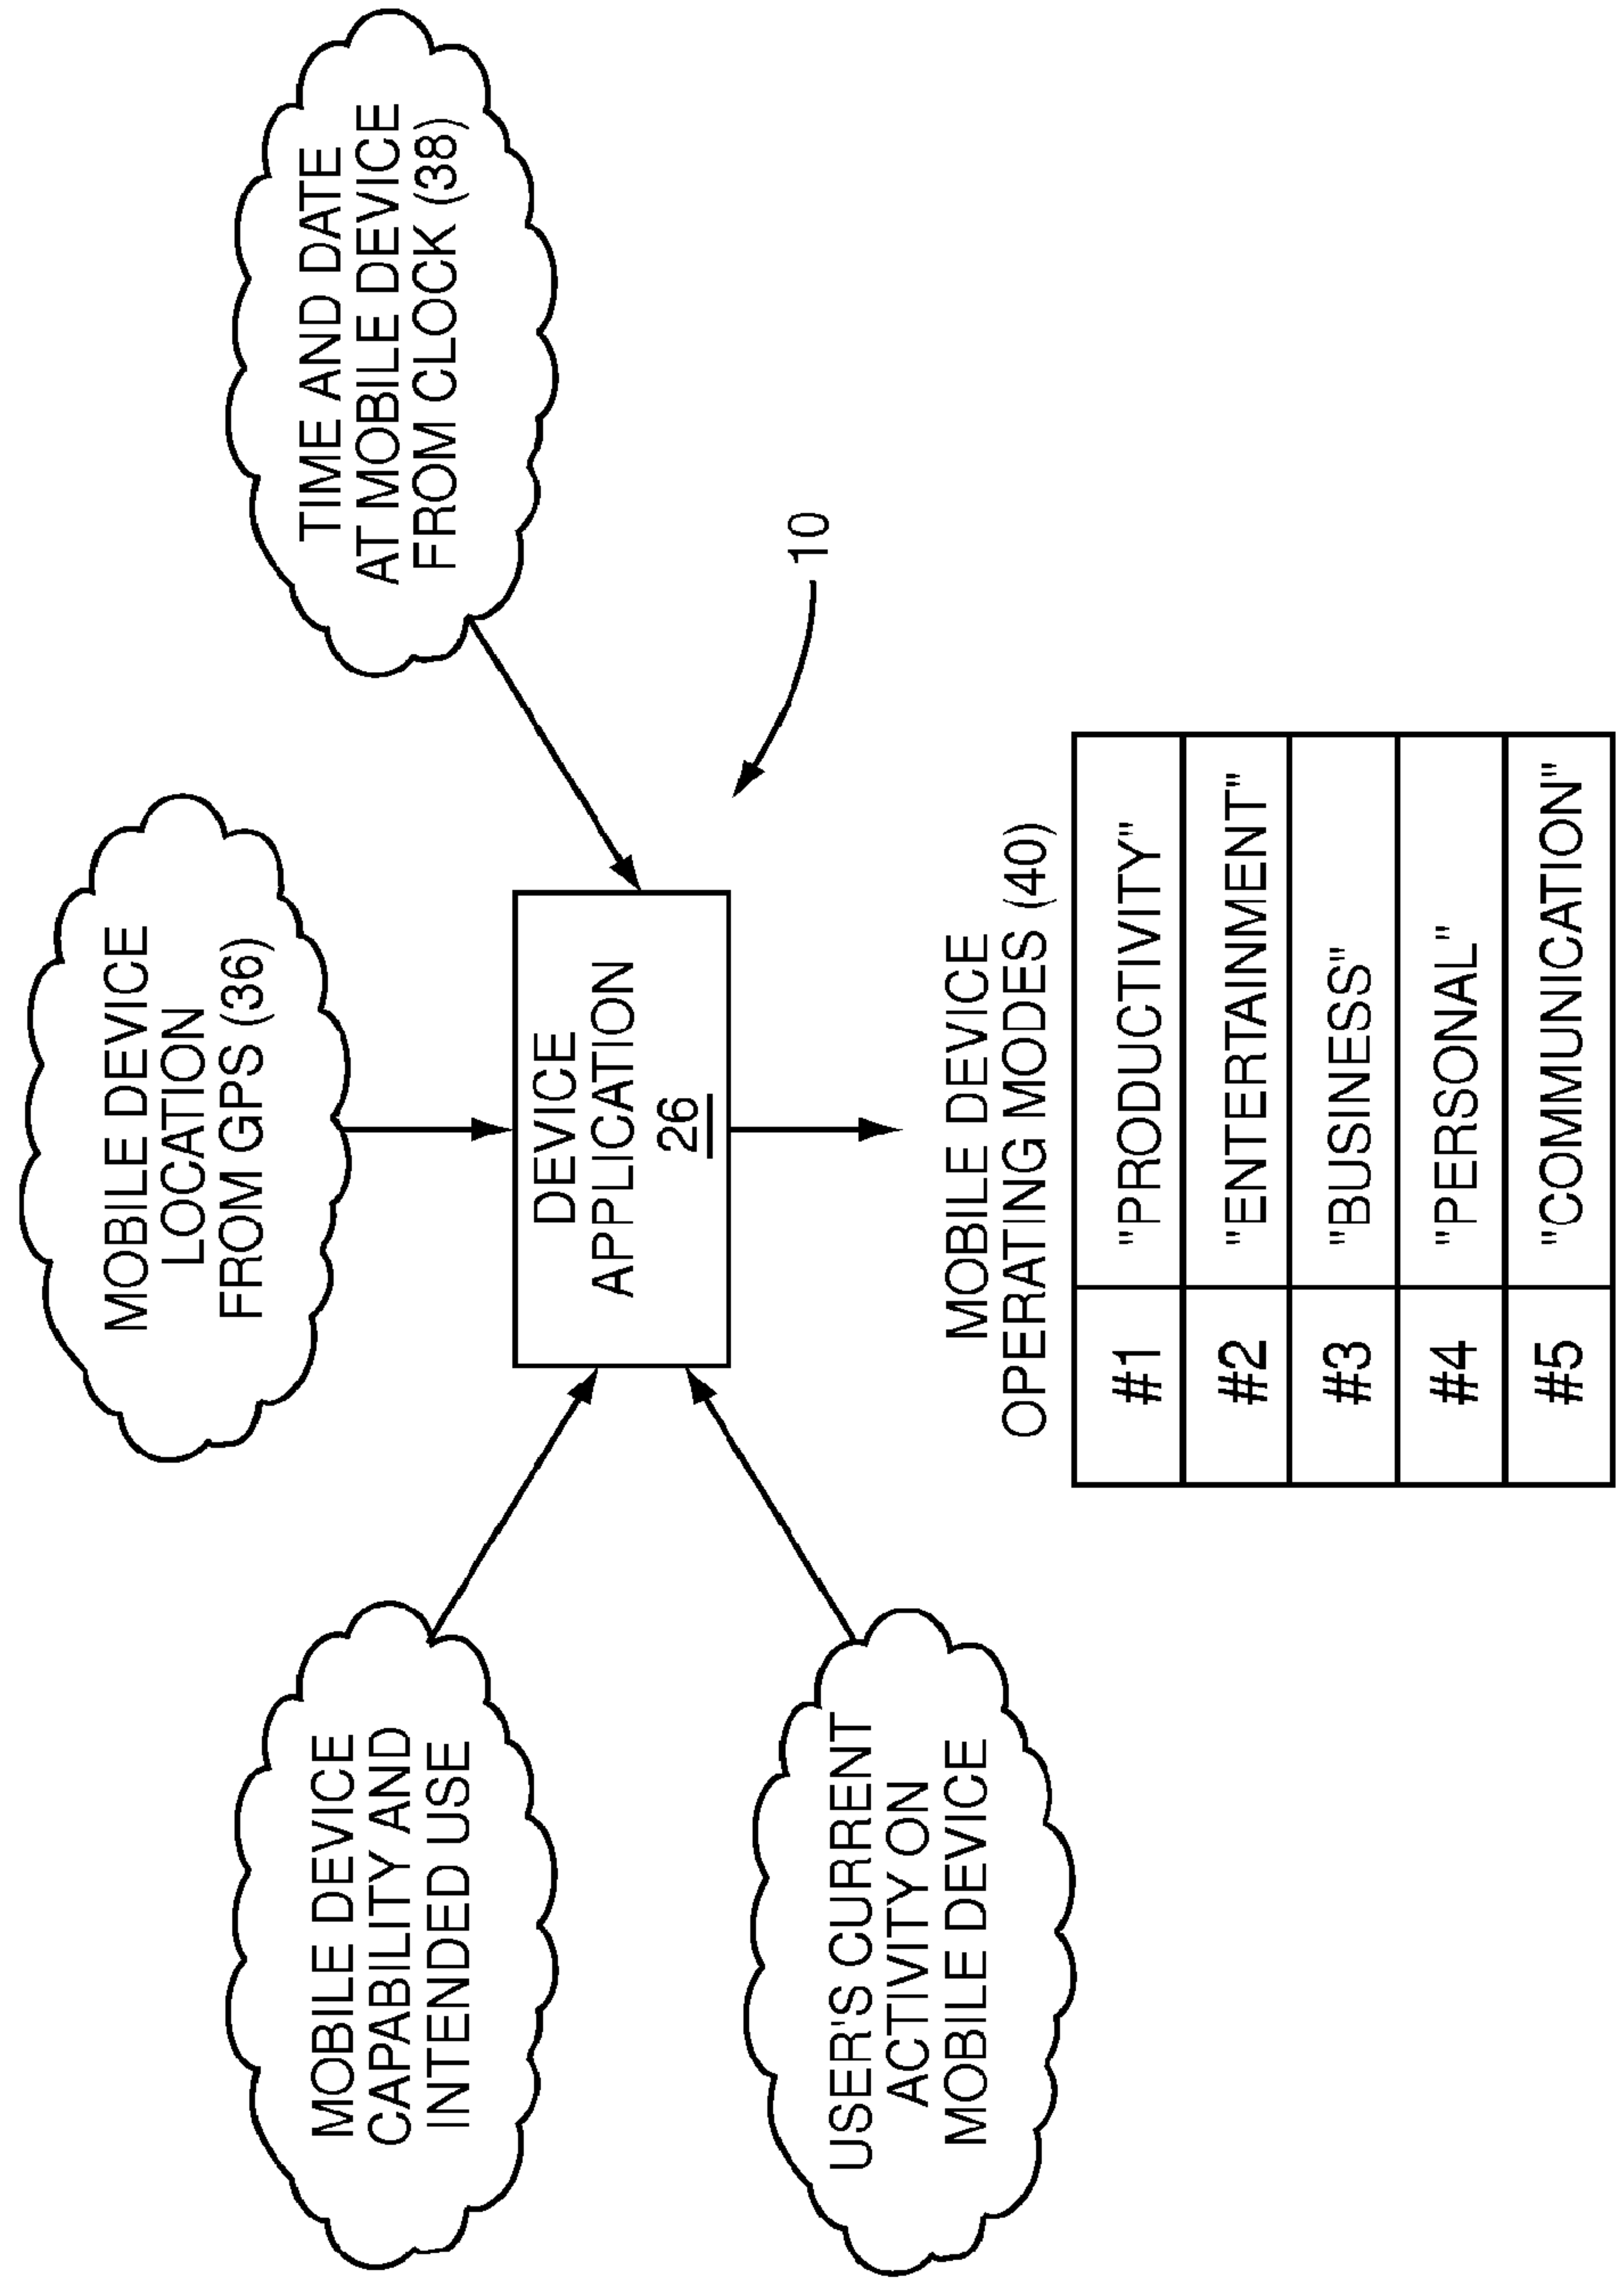 MOBILE DEVICE
LOCATION
FROM GPS (36)
MOBILE DEVICE
CAPABILITY AND
INTENDED USE
TIME AND DATE
AT MOBILE DEVICE
FROM CLOCK (38)
DEVICE
APPLICATION
26
10
USER'S CURRENT
ACTIVITY ON
MOBILE DEVICE
MOBILE DEVICE
OPERATING MODES (40)
#1 "PRODUCTIVITY"
#2 "ENTERTAINMENT"
#3 "BUSINESS"
#4 "PERSONAL"
#5 "COMMUNICATION"